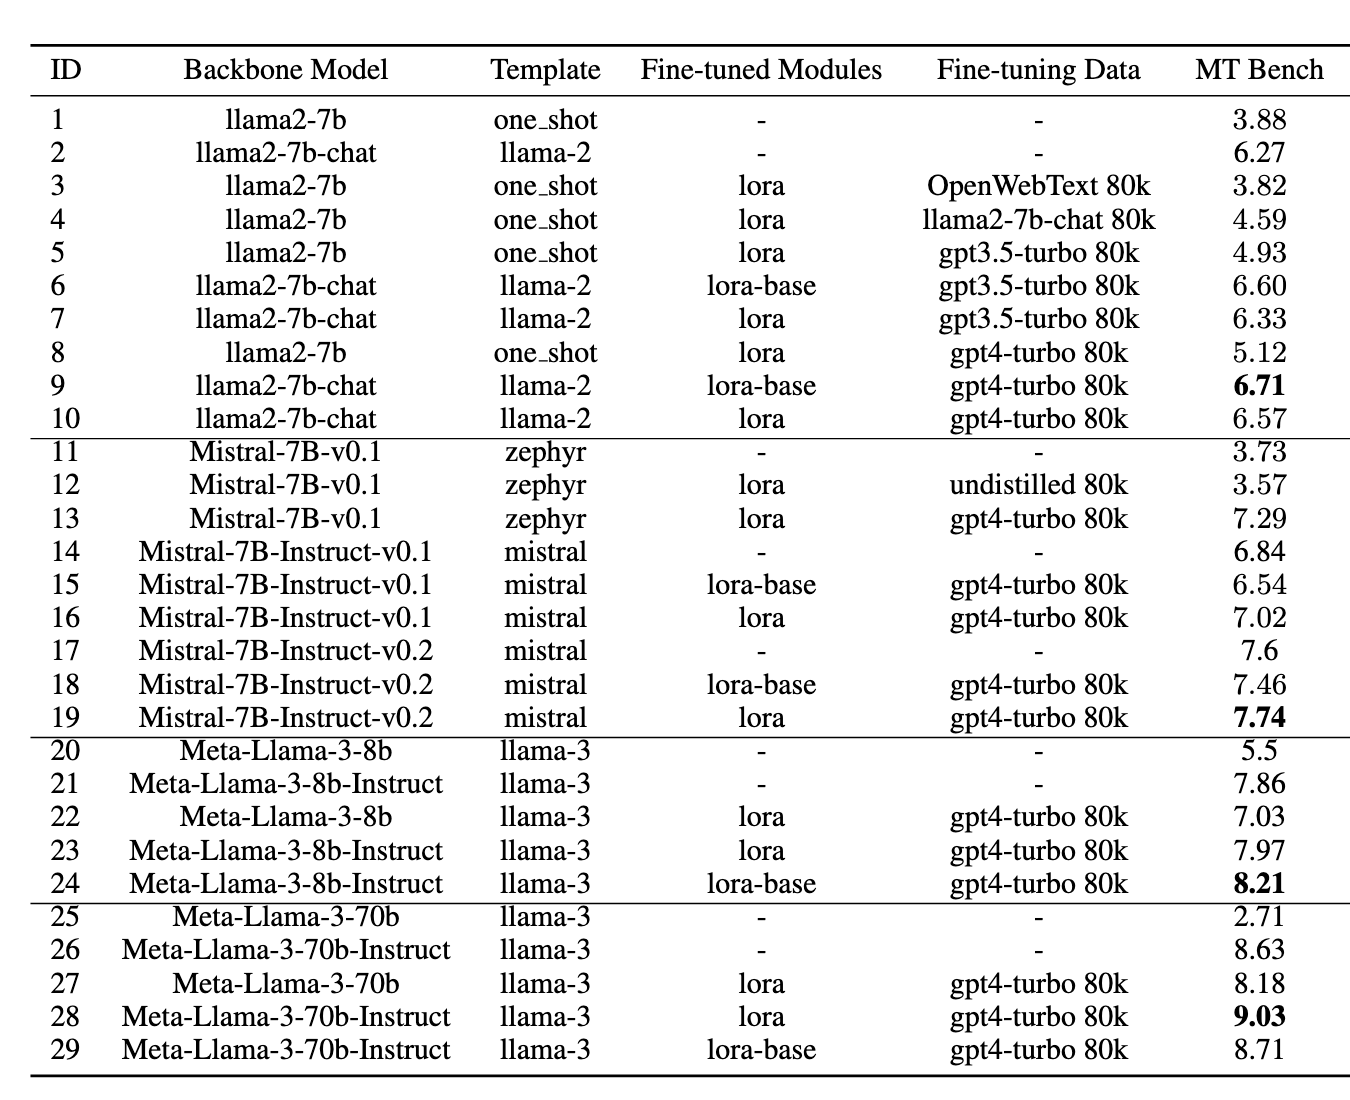 ID Backbone Model Template Fine-tuned Modules Fine-tuning Data MT Bench
1 llama2-7b one_shot - - 3.88
2 llama2-7b-chat llama-2 - - 6.27
3 llama2-7b one_shot lora OpenWebText 80k 3.82
4 llama2-7b one_shot lora llama2-7b-chat 80k 4.59
5 llama2-7b one_shot lora gpt3.5-turbo 80k 4.93
6 llama2-7b-chat llama-2 lora-base gpt3.5-turbo 80k 6.60
7 llama2-7b-chat llama-2 lora gpt3.5-turbo 80k 6.33
8 llama2-7b one_shot lora gpt4-turbo 80k 5.12
9 llama2-7b-chat llama-2 lora-base gpt4-turbo 80k 6.71
10 llama2-7b-chat llama-2 lora gpt4-turbo 80k 6.57
11 Mistral-7B-v0.1 zephyr - - 3.73
12 Mistral-7B-v0.1 zephyr lora undistilled 80k 3.57
13 Mistral-7B-v0.1 zephyr lora gpt4-turbo 80k 7.29
14 Mistral-7B-Instruct-v0.1 mistral - - 6.84
15 Mistral-7B-Instruct-v0.1 mistral lora-base gpt4-turbo 80k 6.54
16 Mistral-7B-Instruct-v0.1 mistral lora gpt4-turbo 80k 7.02
17 Mistral-7B-Instruct-v0.2 mistral - - 7.6
18 Mistral-7B-Instruct-v0.2 mistral lora-base gpt4-turbo 80k 7.46
19 Mistral-7B-Instruct-v0.2 mistral lora gpt4-turbo 80k 7.74
20 Meta-Llama-3-8b llama-3 - - 5.5
21 Meta-Llama-3-8b-Instruct llama-3 - - 7.86
22 Meta-Llama-3-8b llama-3 lora gpt4-turbo 80k 7.03
23 Meta-Llama-3-8b-Instruct llama-3 lora gpt4-turbo 80k 7.97
24 Meta-Llama-3-8b-Instruct llama-3 lora-base gpt4-turbo 80k 8.21
25 Meta-Llama-3-70b llama-3 - - 2.71
26 Meta-Llama-3-70b-Instruct llama-3 - - 8.63
27 Meta-Llama-3-70b llama-3 lora gpt4-turbo 80k 8.18
28 Meta-Llama-3-70b-Instruct llama-3 lora gpt4-turbo 80k 9.03
29 Meta-Llama-3-70b-Instruct llama-3 lora-base gpt4-turbo 80k 8.71